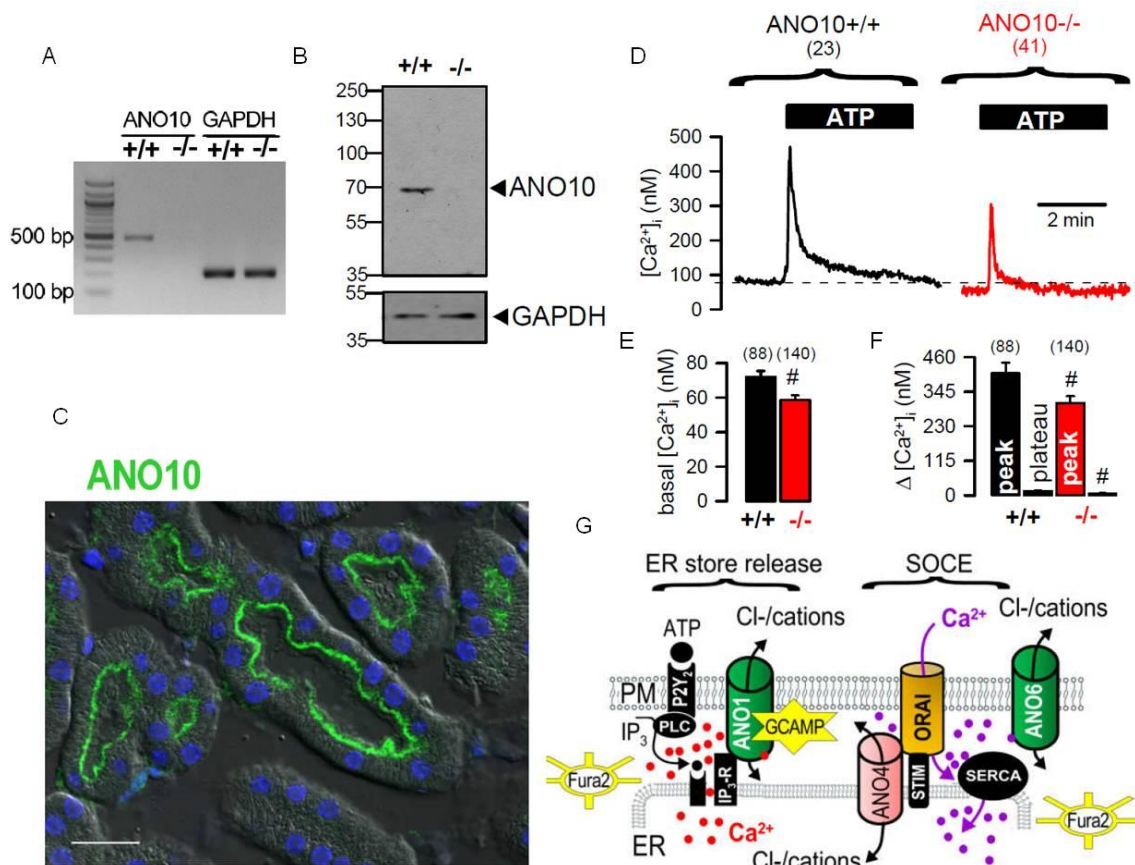 A
ANO10 GAPDH
+/+ -/- +/+ -/-
500 bp
100 bp
B
+/+ -/-
250
130
100
70
55
35
ANO10
55
35
GAPDH
C
ANO10
D
ANO10+/+
(23)
ANO10-/-
(41)
ATP
ATP
[Ca²⁺]ᵢ (nM)
500
400
300
200
100
0
2 min
E
basal [Ca²⁺]ᵢ (nM)
80
60
40
20
0
(88) (140)
#
+/+ -/-
F
Δ [Ca²⁺]ᵢ (nM)
460
345
230
115
0
(88) (140)
#
#
peak
plateau
peak
+/+ -/-
G
ER store release
SOCE
Cl-/cations
Ca²⁺
Cl-/cations
ATP
P2Y₂
PM
PLC
IP₃
ANO1
GCAMP
ORAI
ANO6
Fura2
IP₃-R
ANO4
STIM
SERCA
Fura2
ER
Ca²⁺
Cl-/cations